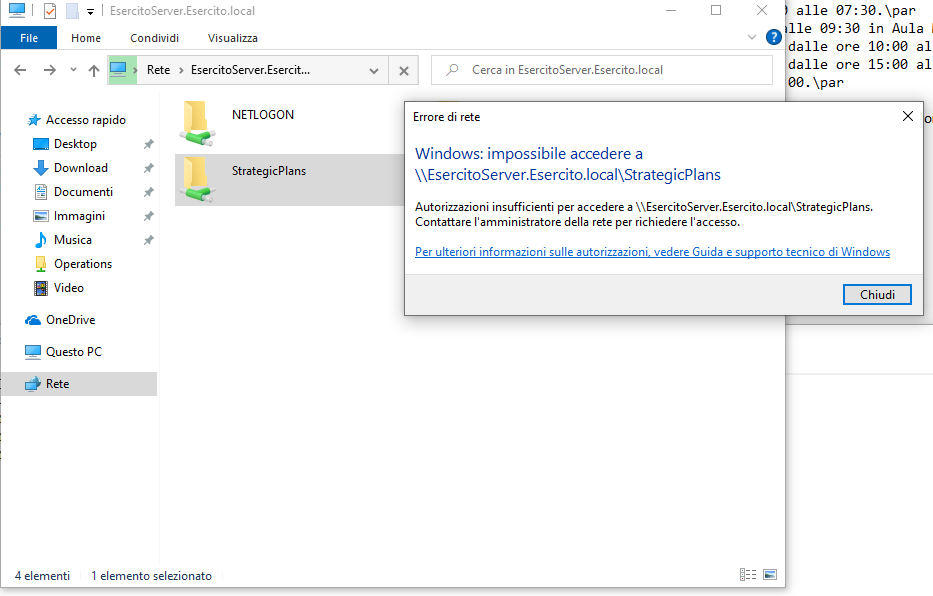 EsercitoServer.Esercito.local
File Home Condividi Visualizza
Rete EsercitoServer.Esercit...
Cerca in EsercitoServer.Esercito.local
Accesso rapido
Desktop
Download
Documenti
Immagini
Musica
Operations
Video
OneDrive
Questo PC
Rete
NETLOGON
StrategicPlans
4 elementi 1 elemento selezionato
Errore di rete
Windows: impossibile accedere a
\\EsercitoServer.Esercito.local\StrategicPlans
Autorizzazioni insufficienti per accedere a \\EsercitoServer.Esercito.local\StrategicPlans.
Contattare l'amministratore della rete per richiedere l'accesso.
Per ulteriori informazioni sulle autorizzazioni, vedere Guida e supporto tecnico di Windows
Chiudi
alle 07:30.\par
alle 09:30 in Aula
dalle ore 10:00 al
dalle ore 15:00 al
00.\par